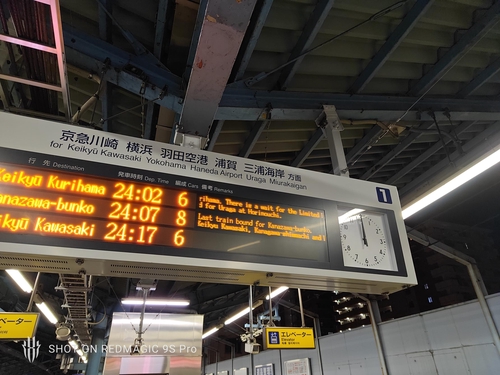 京急川崎 横浜 羽田空港 浦賀 三浦海岸 方面
for Keikyū Kawasaki Yokohama Haneda Airport Uraga Miurakaigan
1
行先 Destination 発車時刻 Dep. Time 編成 Cars 備考 Remarks
Keikyū Kurihama 24:02 6
There is a wait for the Limited
for Uraga at Horinouchi.
anazawa-bunko 24:07 8
Last train bound for Kanazawa-bunko,
Keikyu Kawasaki,
Kawasaki 24:17 6
エレベーター
エレベーター
Elevator
SHOT ON REDMAGIC 9S Pro